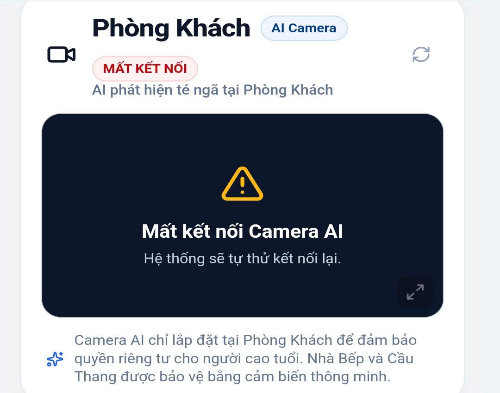 Phòng Khách
AI Camera
MẤT KẾT NỐI
AI phát hiện té ngã tại Phòng Khách
Mất kết nối Camera AI
Hệ thống sẽ tự thử kết nối lại.
Camera AI chỉ lắp đặt tại Phòng Khách để đảm bảo
quyền riêng tư cho người cao tuổi. Nhà Bếp và Cầu
Thang được bảo vệ bằng cảm biến thông minh.